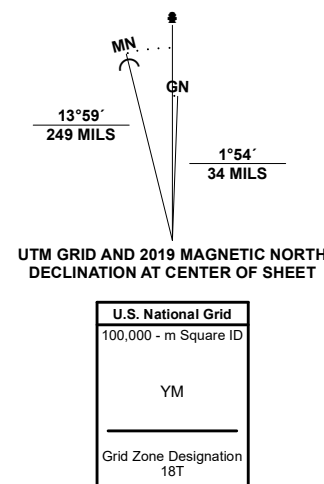 MN
GN
13°59´
249 MILS
1°54´
34 MILS
UTM GRID AND 2019 MAGNETIC NORTH
DECLINATION AT CENTER OF SHEET
U.S. National Grid
100,000 - m Square ID
YM
Grid Zone Designation
18T